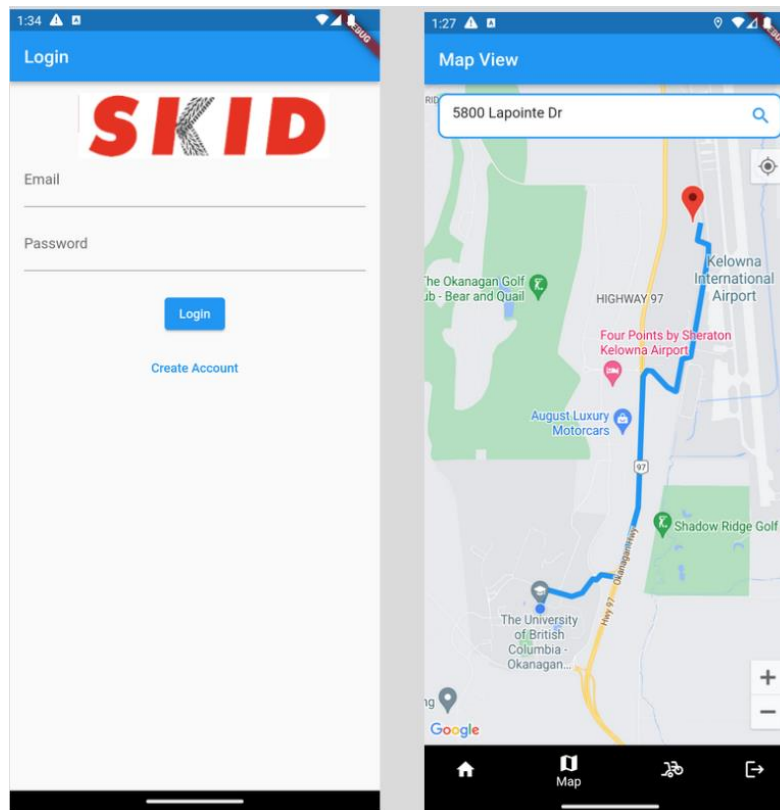 1:34
DEBUG
Login
SKID
Email
Password
Login
Create Account
1:27
Map View
RID
5800 Lapointe Dr
Kelowna
International
Airport
The Okanagan Golf
ub - Bear and Quail
HIGHWAY 97
Four Points by Sheraton
Kelowna Airport
August Luxury
Motorcars
97
Shadow Ridge Golf
Okanagan Hwy
Hwy 97
The University
of British
Columbia -
Okanagan...
ng
Google
Map